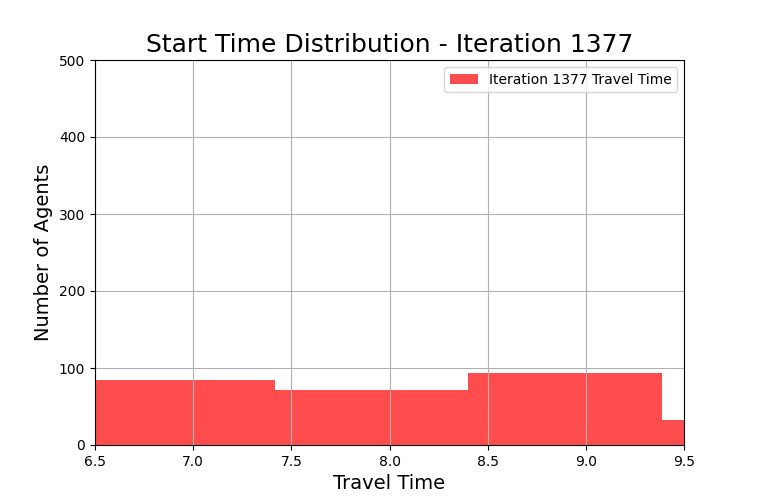 Start Time Distribution - Iteration 1377
Iteration 1377 Travel Time
Number of Agents
500
400
300
200
100
0
6.5 7.0 7.5 8.0 8.5 9.0 9.5
Travel Time